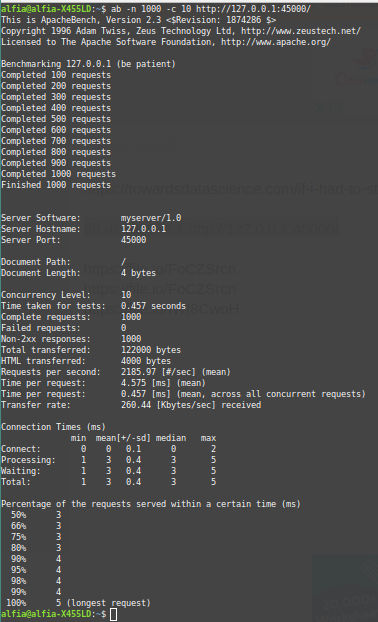 alfia@alfia-X455LD:~$ ab -n 1000 -c 10 http://127.0.0.1:45000/
This is ApacheBench, Version 2.3 <$Revision: 1874286 $>
Copyright 1996 Adam Twiss, Zeus Technology Ltd, http://www.zeustech.net/
Licensed to The Apache Software Foundation, http://www.apache.org/

Benchmarking 127.0.0.1 (be patient)
Completed 100 requests
Completed 200 requests
Completed 300 requests
Completed 400 requests
Completed 500 requests
Completed 600 requests
Completed 700 requests
Completed 800 requests
Completed 900 requests
Completed 1000 requests
Finished 1000 requests

Server Software:        myserver/1.0
Server Hostname:        127.0.0.1
Server Port:            45000

Document Path:          /
Document Length:        4 bytes

Concurrency Level:      10
Time taken for tests:   0.457 seconds
Complete requests:      1000
Failed requests:        0
Non-2xx responses:      1000
Total transferred:      122000 bytes
HTML transferred:       4000 bytes
Requests per second:    2185.97 [#/sec] (mean)
Time per request:       4.575 [ms] (mean)
Time per request:       0.457 [ms] (mean, across all concurrent requests)
Transfer rate:          260.44 [Kbytes/sec] received

Connection Times (ms)
              min  mean[+/-sd] median   max
Connect:        0    0   0.1      0       2
Processing:     1    3   0.4      3       5
Waiting:        1    3   0.4      3       5
Total:          1    3   0.4      3       5

Percentage of the requests served within a certain time (ms)
  50%      3
  66%      3
  75%      3
  80%      3
  90%      4
  95%      4
  98%      4
  99%      4
 100%      5 (longest request)
alfia@alfia-X455LD:~$